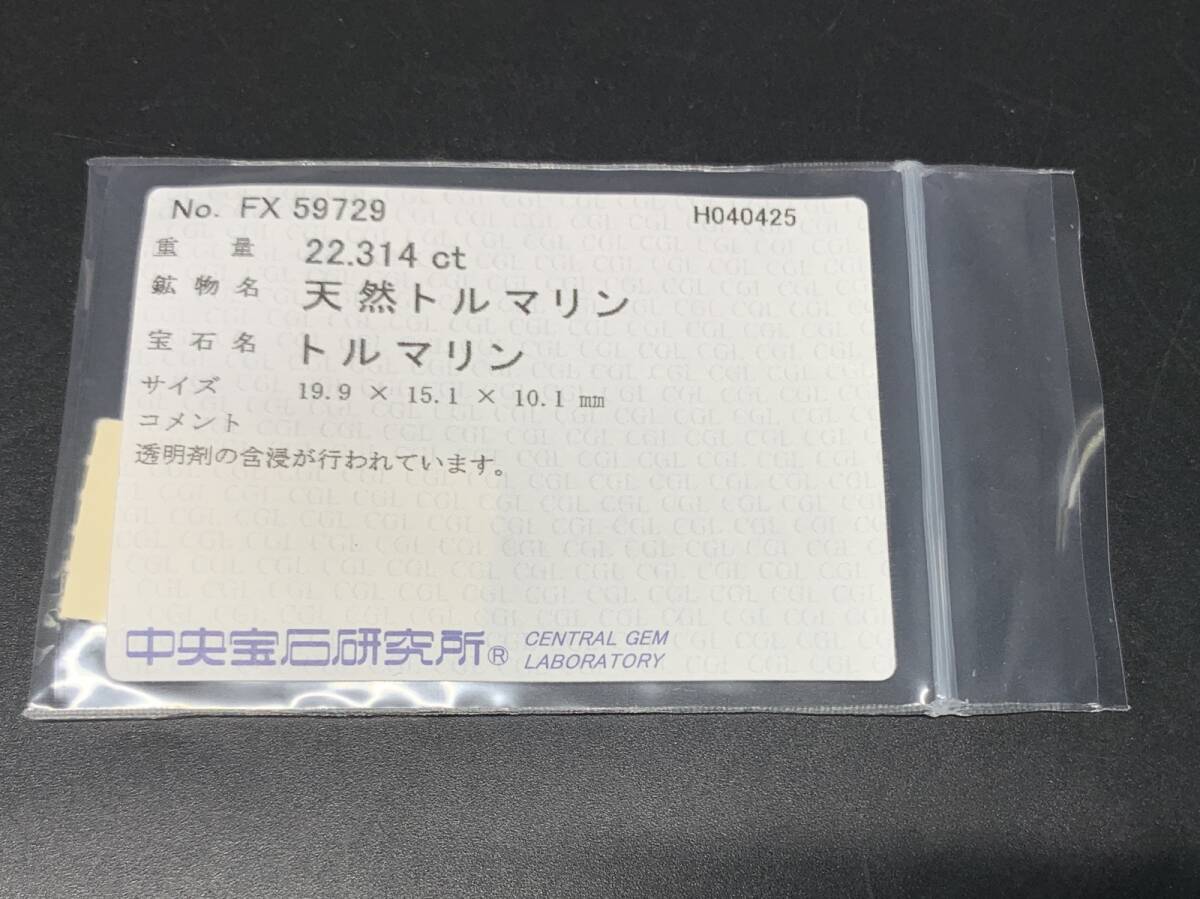 No. FX 59729 H040425
重量 22.314 ct
鉱物名 天然トルマリン
宝石名 トルマリン
サイズ 19.9 × 15.1 × 10.1 mm
コメント
透明剤の含浸が行われています。
中央宝石研究所® CENTRAL GEM
LABORATORY